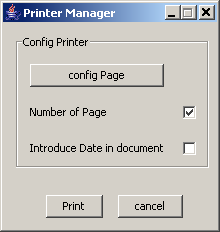 Printer Manager
Config Printer
config Page
Number of Page
Introduce Date in document
Print cancel